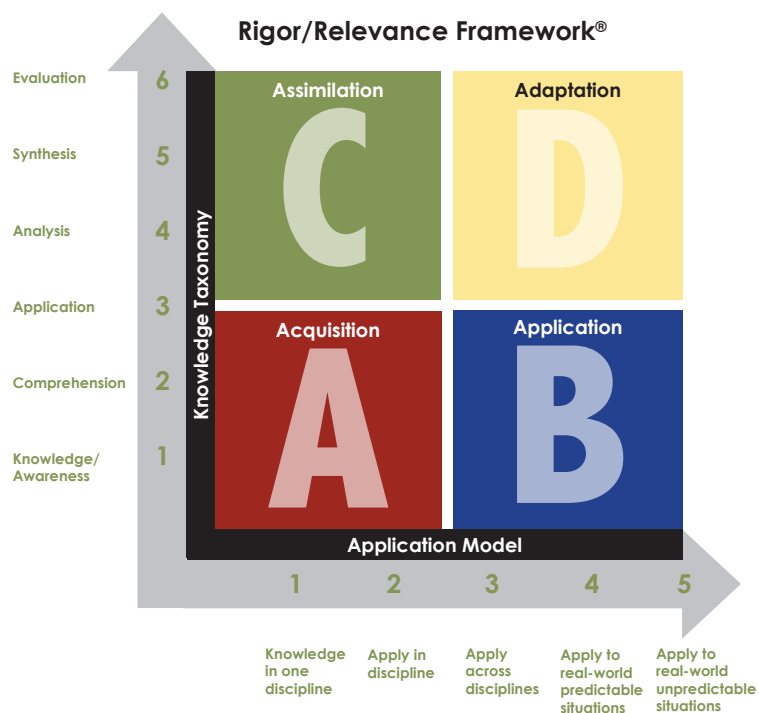 Rigor/Relevance Framework®
Evaluation 6
Synthesis 5
Analysis 4
Application 3
Comprehension 2
Knowledge/
Awareness
1
Knowledge Taxonomy
Assimilation
C
Adaptation
D
Acquisition
A
Application
B
Application Model
1 2 3 4 5
Knowledge
in one
discipline
Apply in
discipline
Apply
across
disciplines
Apply to
real-world
predictable
situations
Apply to
real-world
unpredictable
situations